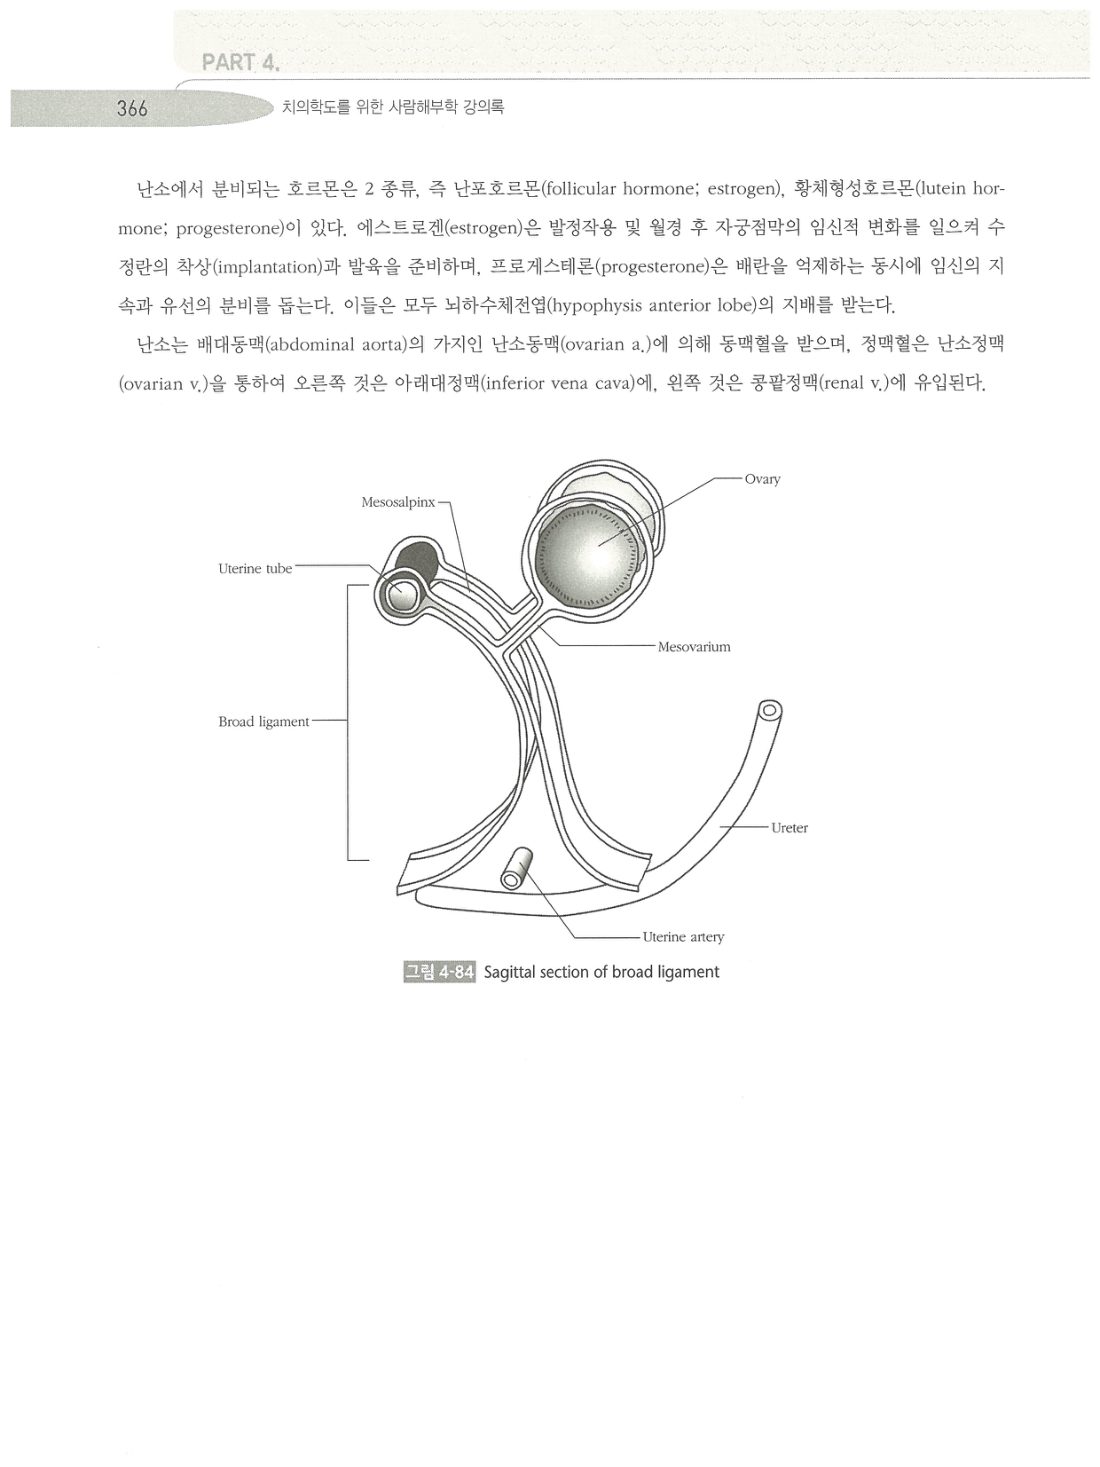 PART 4.
366
치의학도를 위한 사람해부학 강의록
난소에서 분비되는 호르몬은 2 종류, 즉 난포호르몬(follicular hormone; estrogen), 황체형성호르몬(lutein hor-
mone; progesterone)이 있다. 에스트로겐(estrogen)은 발정작용 및 월경 후 자궁점막의 임신적 변화를 일으켜 수
정란의 착상(implantation)과 발육을 준비하며, 프로게스테론(progesterone)은 배란을 억제하는 동시에 임신의 지
속과 유선의 분비를 돕는다. 이들은 모두 뇌하수체전엽(hypophysis anterior lobe)의 지배를 받는다.
난소는 배대동맥(abdominal aorta)의 가지인 난소동맥(ovarian a.)에 의해 동맥혈을 받으며, 정맥혈은 난소정맥
(ovarian v.)을 통하여 오른쪽 것은 아래대정맥(inferior vena cava)에, 왼쪽 것은 콩팥정맥(renal v.)에 유입된다.
Ovary
Mesosalpinx
Uterine tube
Mesovarium
Broad ligament
Ureter
Uterine artery
그림 4-84 Sagittal section of broad ligament